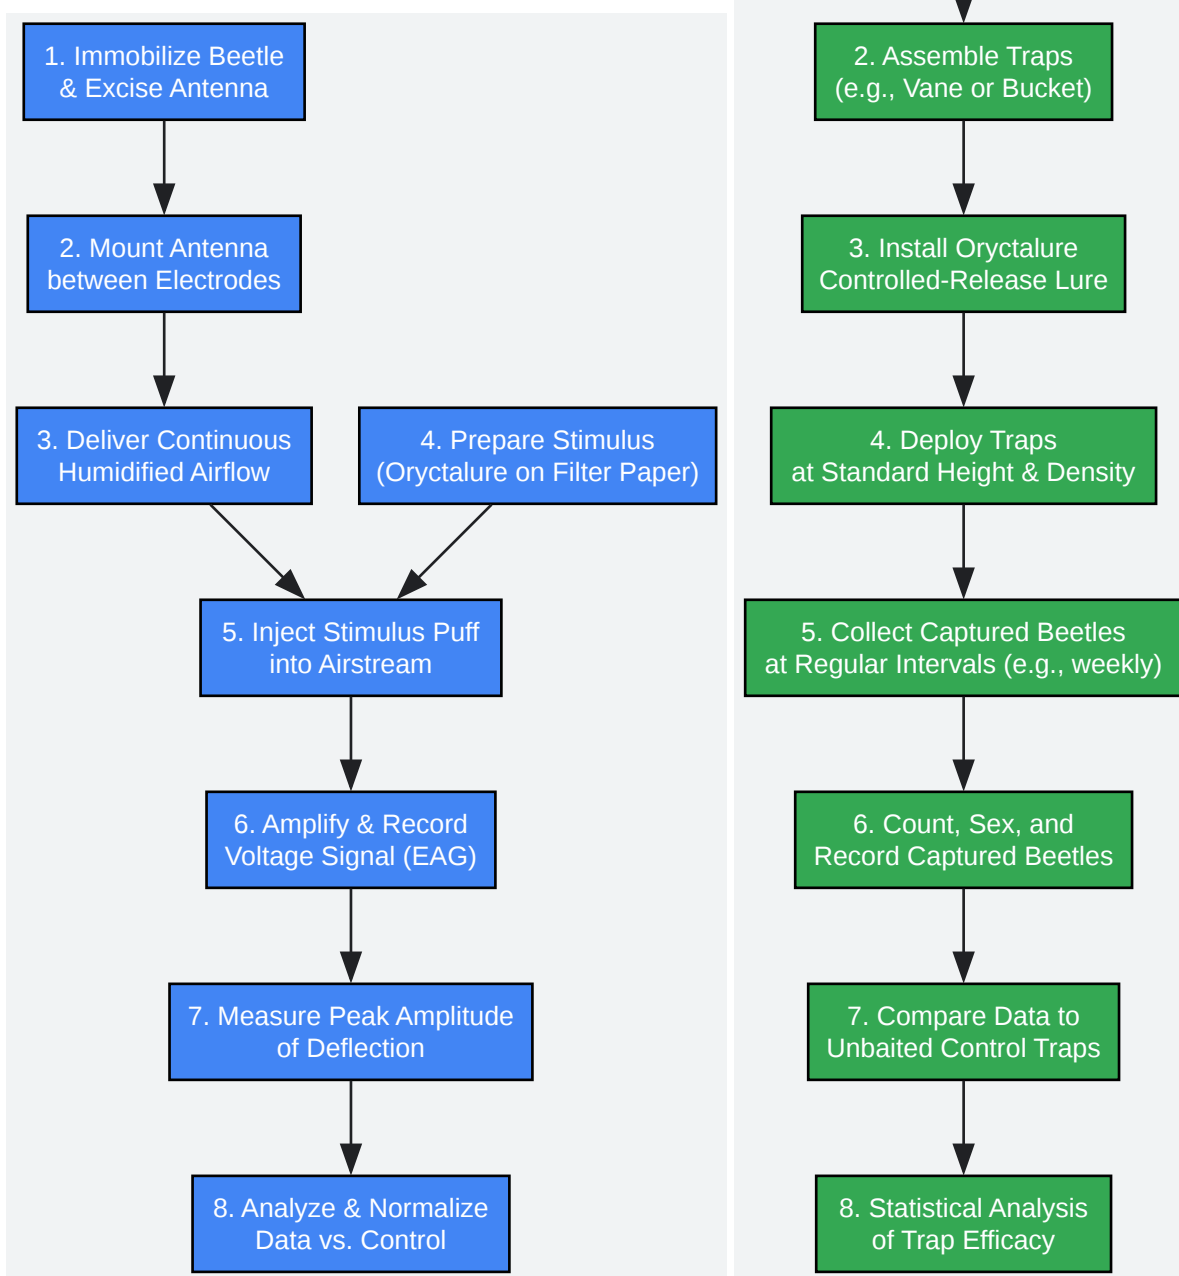 1. Immobilize Beetle
& Excise Antenna
2. Mount Antenna
between Electrodes
3. Deliver Continuous
Humidified Airflow
4. Prepare Stimulus
(Oryctalure on Filter Paper)
5. Inject Stimulus Puff
into Airstream
6. Amplify & Record
Voltage Signal (EAG)
7. Measure Peak Amplitude
of Deflection
8. Analyze & Normalize
Data vs. Control
2. Assemble Traps
(e.g., Vane or Bucket)
3. Install Oryctalure
Controlled-Release Lure
4. Deploy Traps
at Standard Height & Density
5. Collect Captured Beetles
at Regular Intervals (e.g., weekly)
6. Count, Sex, and
Record Captured Beetles
7. Compare Data to
Unbaited Control Traps
8. Statistical Analysis
of Trap Efficacy